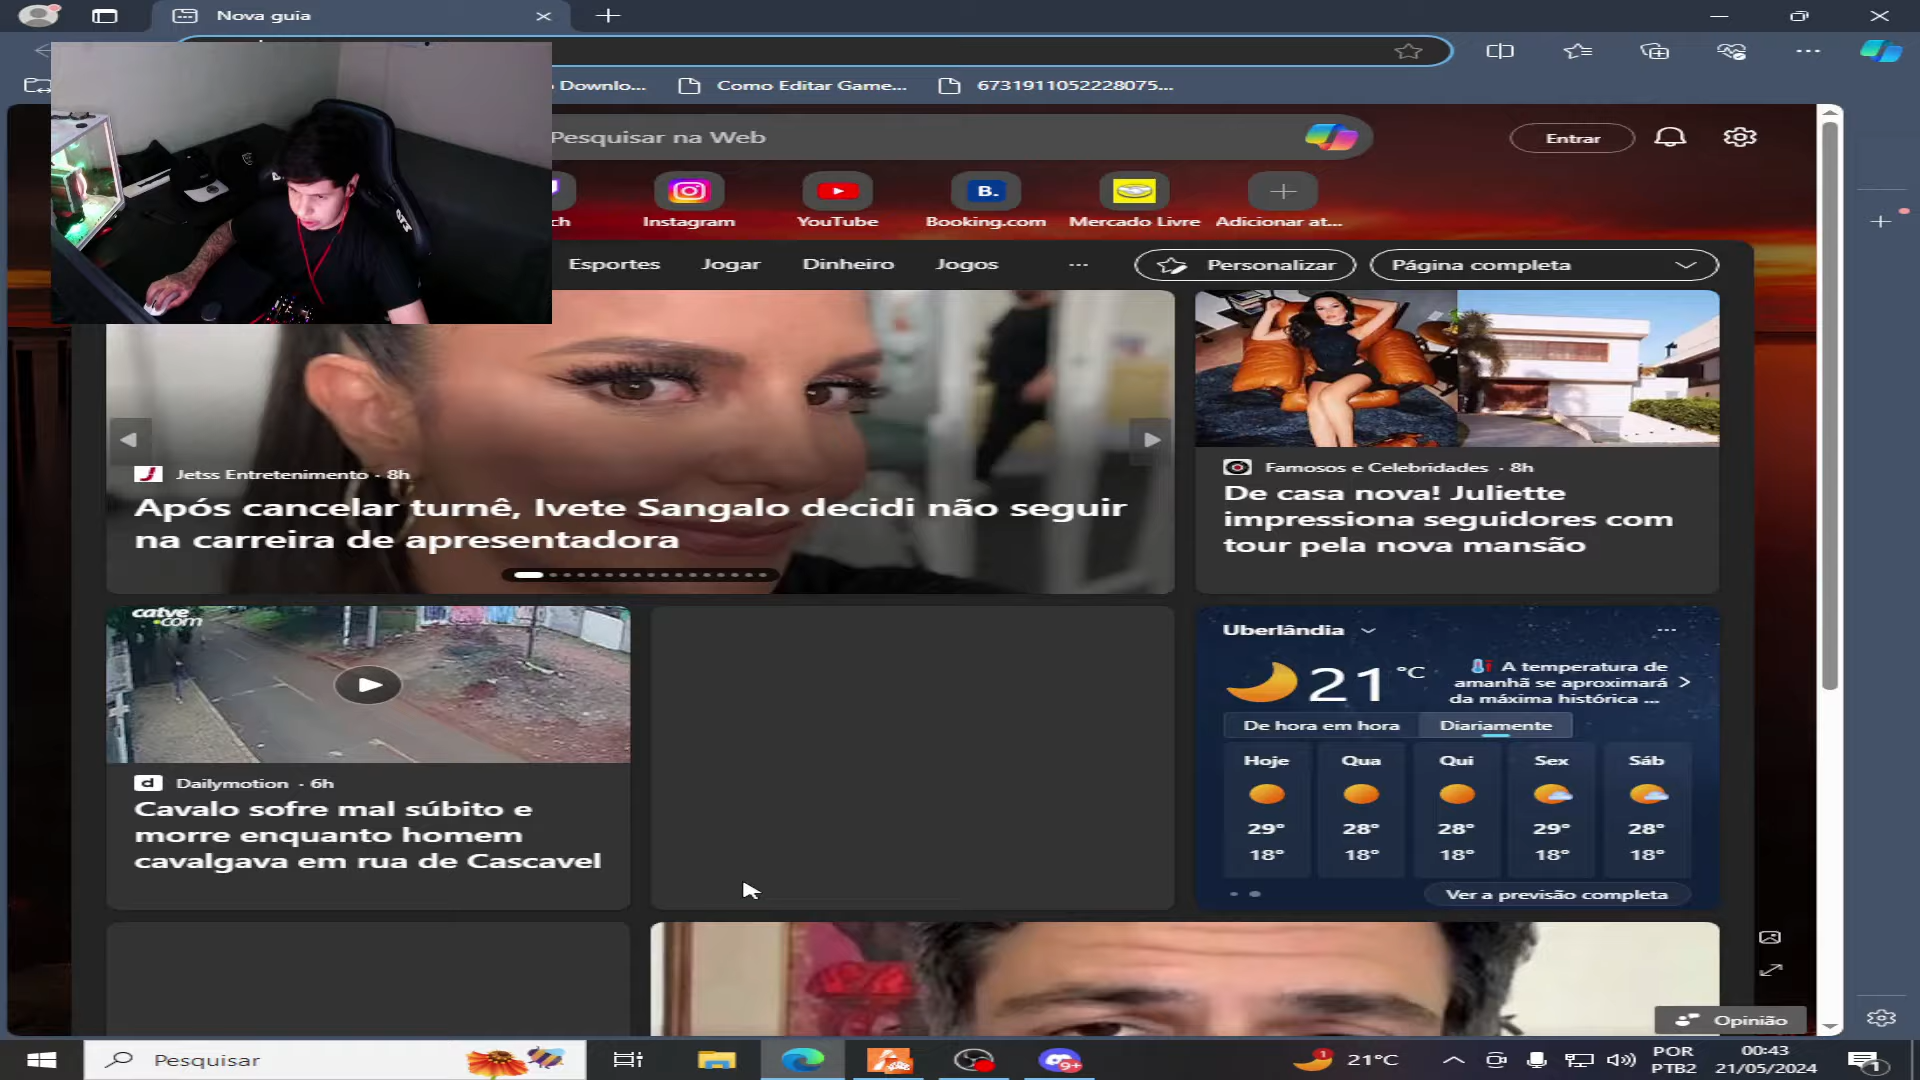 Nova guia
Downlo...
Como Editar Game...
6731911052228075...
Pesquisar na Web
Entrar
ch
Instagram
YouTube
B.
Booking.com
Mercado Livre
Adicionar at...
Esportes
Jogar
Dinheiro
Jogos
Personalizar
Página completa
Jetss Entretenimento · 8h
Após cancelar turnê, Ivete Sangalo decidi não seguir
na carreira de apresentadora
Famosos e Celebridades · 8h
De casa nova! Juliette
impressiona seguidores com
tour pela nova mansão
catve
.com
d Dailymotion · 6h
Cavalo sofre mal súbito e
morre enquanto homem
cavalgava em rua de Cascavel
Uberlândia
21 °C
A temperatura de
amanhã se aproximará
da máxima histórica ...
De hora em hora
Diariamente
Hoje
Qua
Qui
Sex
Sáb
29°
28°
28°
29°
28°
18°
18°
18°
18°
18°
Ver a previsão completa
Opinião
Pesquisar
9+
1
21°C
POR
PTB2
00:43
21/05/2024
1